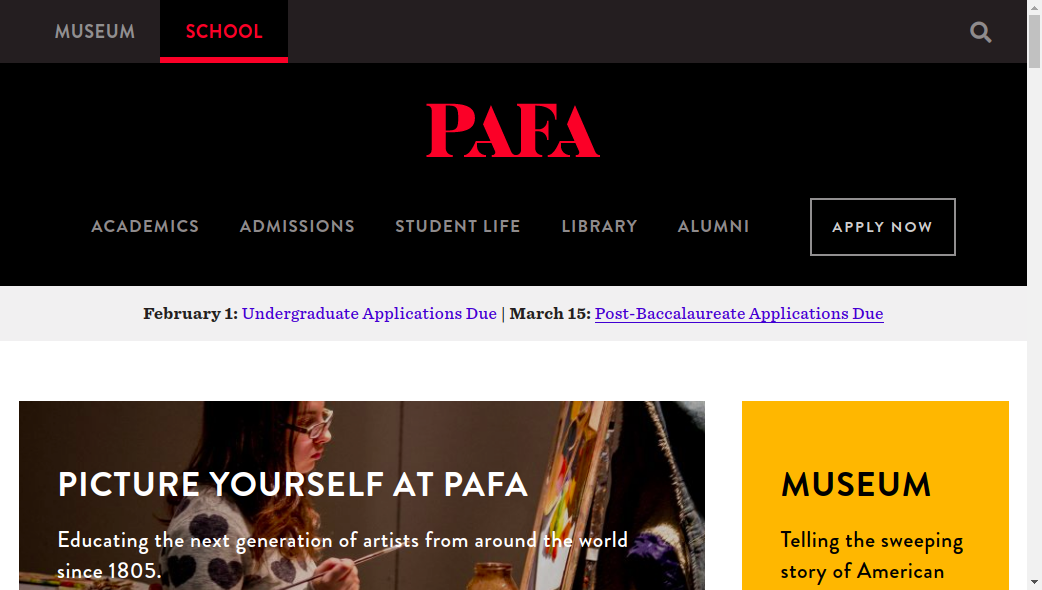 MUSEUM
SCHOOL
PAFA
ACADEMICS
ADMISSIONS
STUDENT LIFE
LIBRARY
ALUMNI
APPLY NOW
February 1: Undergraduate Applications Due | March 15: Post-Baccalaureate Applications Due
PICTURE YOURSELF AT PAFA
Educating the next generation of artists from around the world
since 1805.
MUSEUM
Telling the sweeping
story of American